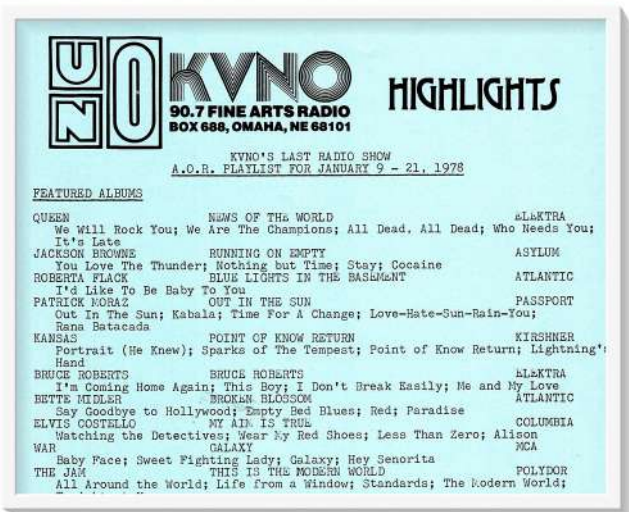 UNO KVNO HIGHLIGHTS
90.7 FINE ARTS RADIO
BOX 688, OMAHA, NE 68101
KVNO'S LAST RADIO SHOW
A.O.R. PLAYLIST FOR JANUARY 9 - 21, 1978
FEATURED ALBUMS
QUEEN NEWS OF THE WORLD ELEKTRA
We Will Rock You; We Are The Champions; All Dead, All Dead; Who Needs You;
It's Late
JACKSON BROWNE RUNNING ON EMPTY ASYLUM
You Love The Thunder; Nothing but Time; Stay; Cocaine
ROBERTA FLACK BLUE LIGHTS IN THE BASEMENT ATLANTIC
I'd Like To Be Baby To You
PATRICK MORAZ OUT IN THE SUN PASSPORT
Out In The Sun; Kabala; Time For A Change; Love-Hate-Sun-Rain-You;
Rana Batacada
KANSAS POINT OF KNOW RETURN KIRSHNER
Portrait (He Knew); Sparks of The Tempest; Point of Know Return; Lightning's
Hand
BRUCE ROBERTS BRUCE ROBERTS ELEKTRA
I'm Coming Home Again; This Boy; I Don't Break Easily; Me and My Love
BETTE MIDLER BROKEN BLOSSOM ATLANTIC
Say Goodbye to Hollywood; Empty Bed Blues; Red; Paradise
ELVIS COSTELLO MY AIM IS TRUE COLUMBIA
Watching the Detectives; Wear My Red Shoes; Less Than Zero; Alison
WAR GALAXY MCA
Baby Face; Sweet Fighting Lady; Galaxy; Hey Senorita
THE JAM THIS IS THE MODERN WORLD POLYDOR
All Around the World; Life from a Window; Standards; The Modern World;